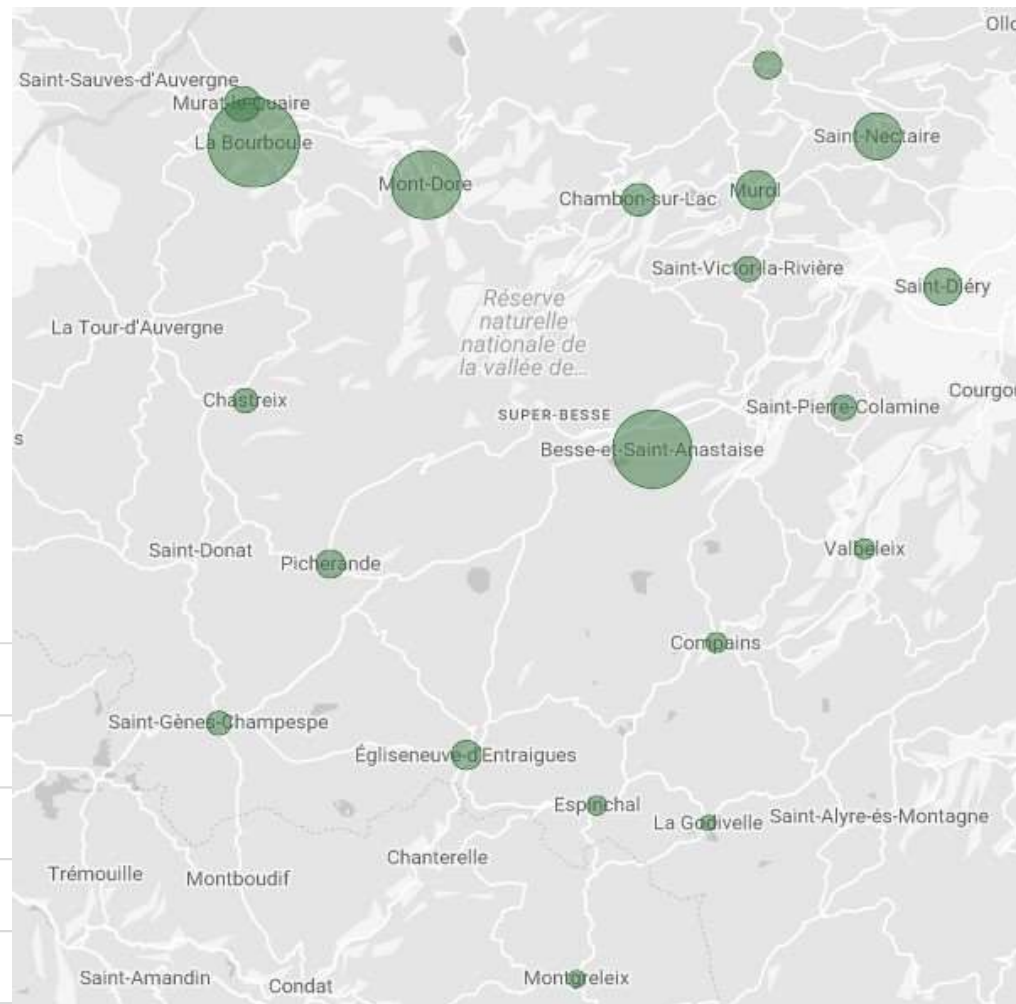 Ollo
Saint-Sauves-d'Auvergne
Murat-le-Quaire
La Bourboule
Saint-Nectaire
Mont-Dore
Chambon-sur-Lac
Murol
Saint-Victor-la-Rivière
Saint-Diéry
Réserve
naturelle
nationale de
la vallée de...
La Tour-d'Auvergne
Chastreix
Courgou
Saint-Pierre-Colamine
SUPER-BESSE
s
Besse-et-Saint-Anastaise
Saint-Donat
Picherande
Valbeleix
Compains
Saint-Gènes-Champespe
Égliseneuve-d'Entraigues
Espinchal
La Godivelle
Saint-Alyre-és-Montagne
Chanterelle
Trémouille
Montboudif
Saint-Amandin
Condat
Montgreleix